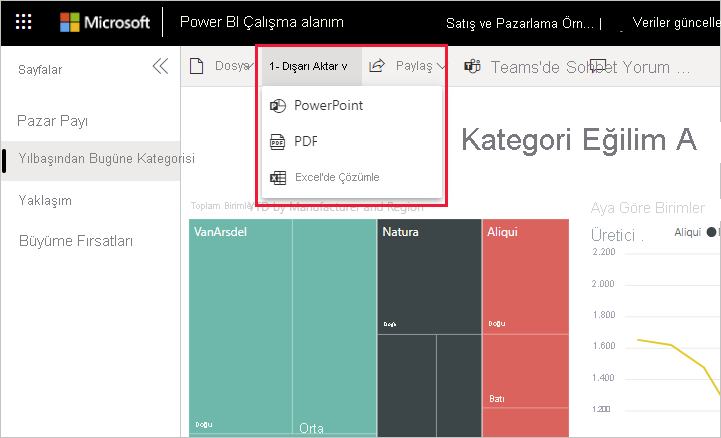 Microsoft Power BI Çalışma alanım Satış ve Pazarlama Örn... | Veriler güncelle
Sayfalar
Dosya 1- Dışarı Aktar v Paylaş Teams'de Sohbet Yorum ...
PowerPoint
PDF
Excel'de Çözümle
Pazar Payı
Yılbaşından Bugüne Kategorisi
Yaklaşım
Büyüme Fırsatları
Kategori Eğilim A
Toplam Birimler YTD by Manufacturer and Region
Aya Göre Birimler
VanArsdel Natura Aliqui
Üretici . Aliqui
2.200
2.000
1.800
1.600
1.400
1.200
Doğu
Doğu
Batı
Doğu
Orta